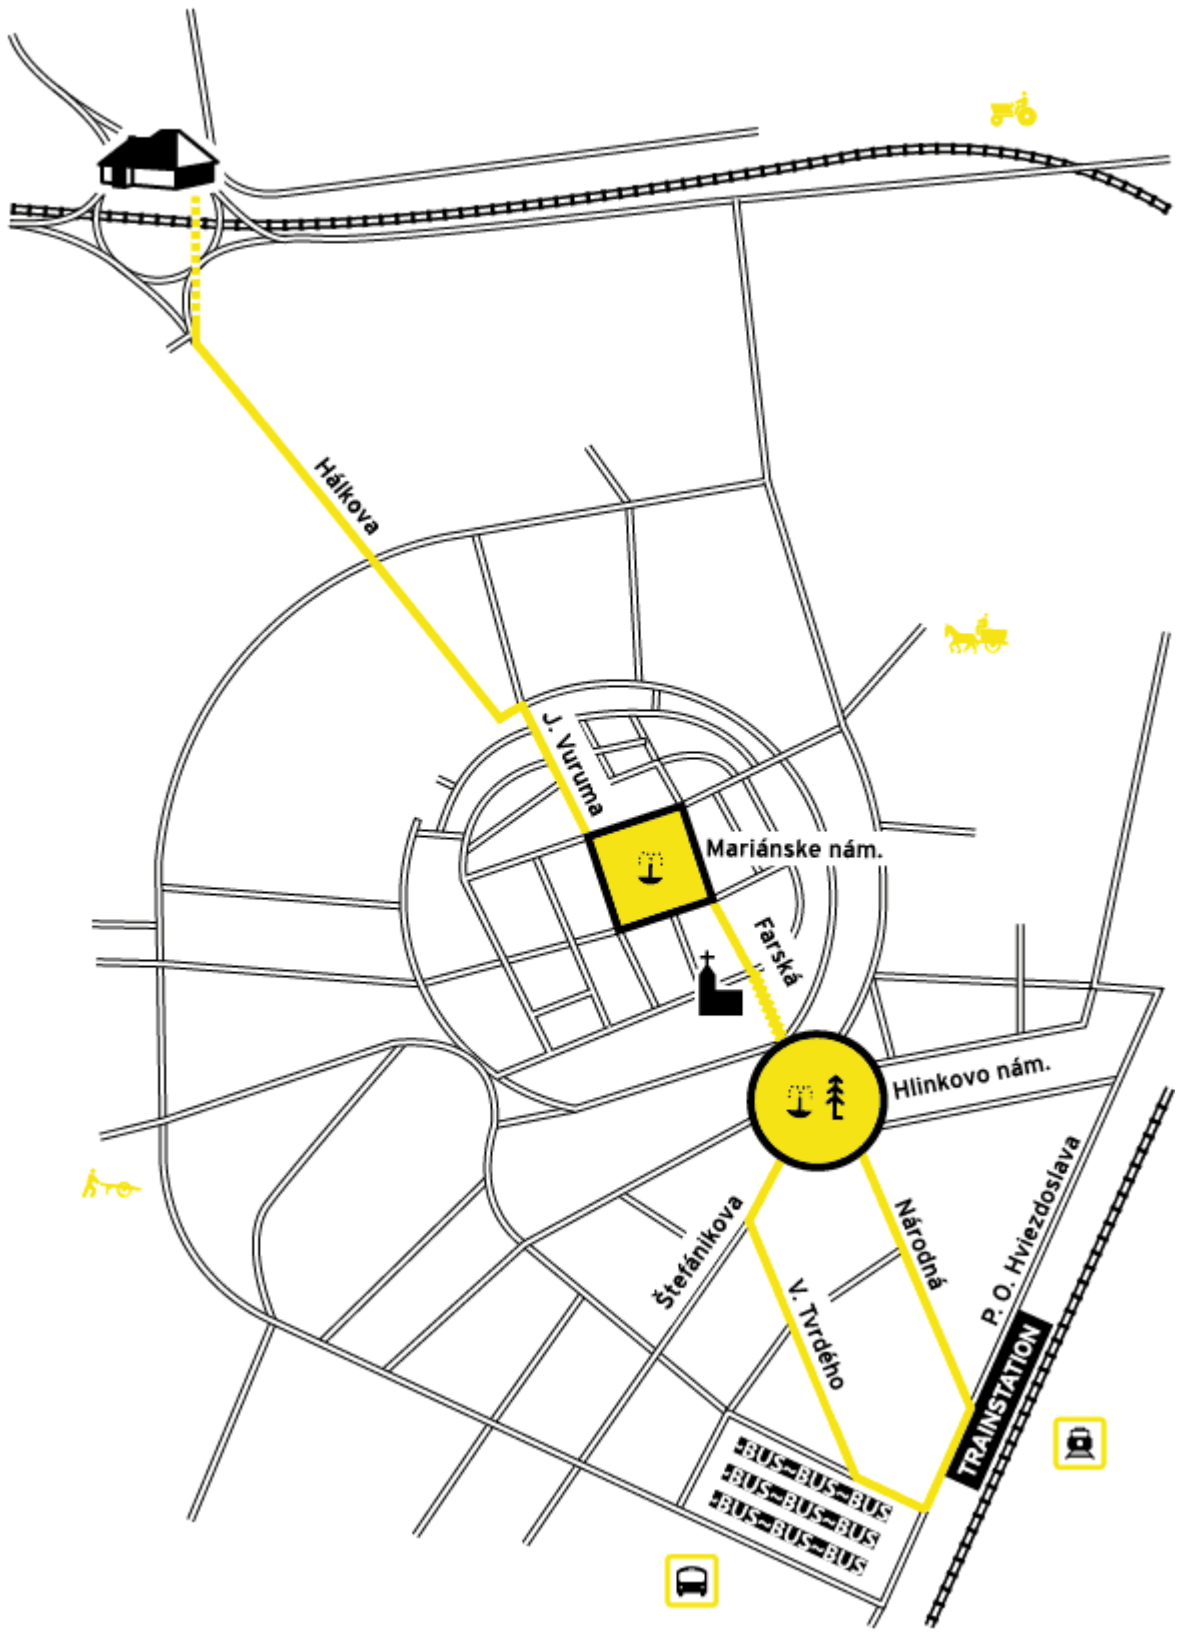 Hálkova
J. Vuruma
Mariánske nám.
Farská
Hlinkovo nám.
Štefánikova
Národná
P. O. Hviezdoslava
V. Tvrdého
TRAINSTATION
-BUS~BUS~BUS
-BUS~BUS~BUS
-BUS~BUS~BUS